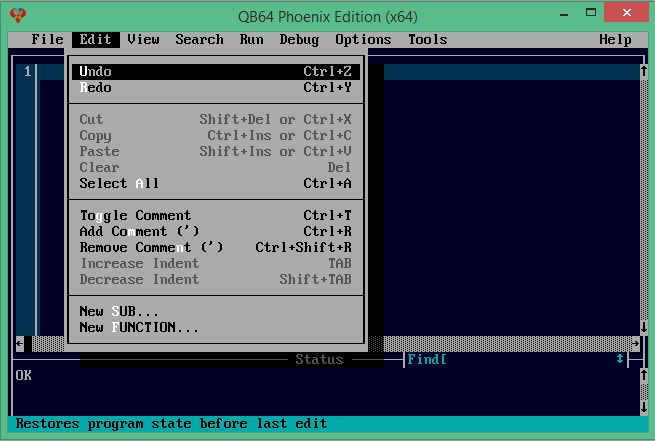 QB64 Phoenix Edition (x64)
File Edit View Search Run Debug Options Tools Help
1
Undo Ctrl+Z
Redo Ctrl+Y
Cut Shift+Del or Ctrl+X
Copy Ctrl+Ins or Ctrl+C
Paste Shift+Ins or Ctrl+V
Clear Del
Select All Ctrl+A
Toggle Comment Ctrl+T
Add Comment (') Ctrl+R
Remove Comment (') Ctrl+Shift+R
Increase Indent TAB
Decrease Indent Shift+TAB
New SUB...
New FUNCTION...
Status Find[
OK
Restores program state before last edit